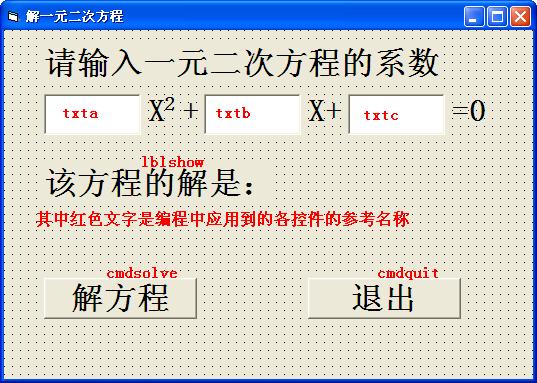 解一元二次方程
请输入一元二次方程的系数
txta X² + txtb X+ txtc =0
lblshow
该方程的解是:
其中红色文字是编程中应用到的各控件的参考名称
cmdsolve cmdquit
解方程 退出